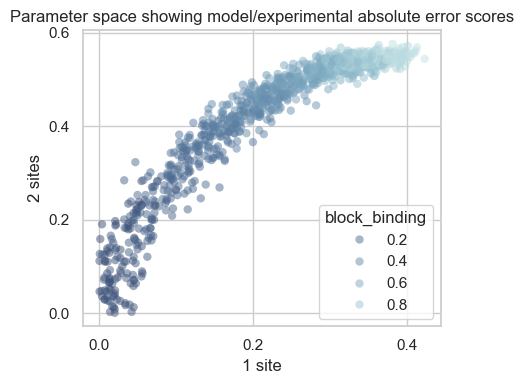 Parameter space showing model/experimental absolute error scores
0.6
0.4
0.2
0.0
2 sites
block_binding
0.2
0.4
0.6
0.8
0.0 0.2 0.4
1 site